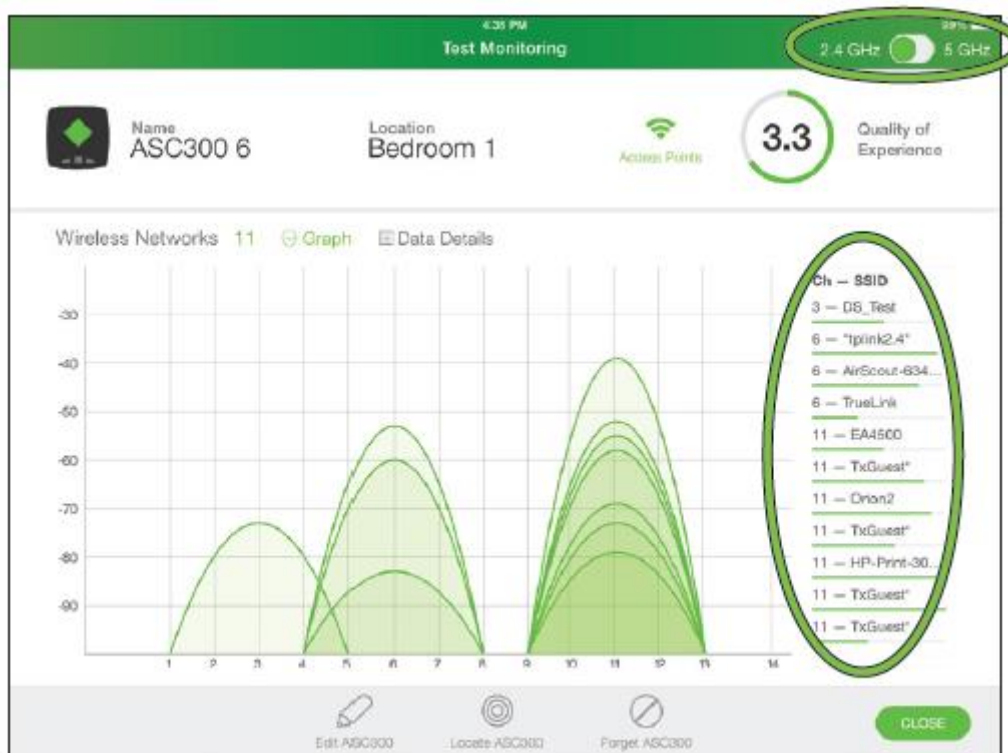 4:35 PM
99%
Test Monitoring
2.4 GHz 5 GHz
Name
ASC300 6
Location
Bedroom 1
Access Points
3.3
Quality of
Experience
Wireless Networks 11 Graph Data Details
-30
-40
-50
-60
-70
-80
-90
1 2 3 4 5 6 7 8 9 10 11 12 13 14
Ch — SSID
3 — DS_Test
6 — "tplink2.4"
6 — AirScout-634...
6 — TrueLink
11 — EA4500
11 — TxGuest*
11 — Orion2
11 — TxGuest*
11 — HP-Print-30...
11 — TxGuest*
11 — TxGuest*
Edit ASC300
Locate ASC300
Forget ASC300
CLOSE